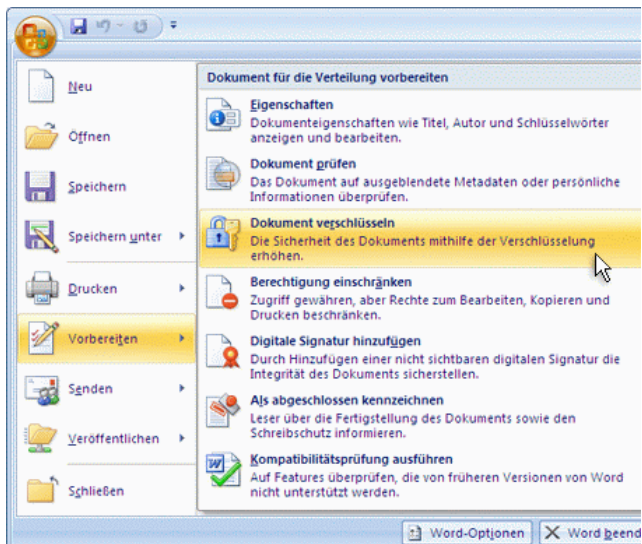 Neu
Öffnen
Speichern
Speichern unter
Drucken
Vorbereiten
Senden
Veröffentlichen
Schließen
Dokument für die Verteilung vorbereiten
Eigenschaften
Dokumenteigenschaften wie Titel, Autor und Schlüsselwörter
anzeigen und bearbeiten.
Dokument prüfen
Das Dokument auf ausgeblendete Metadaten oder persönliche
Informationen überprüfen.
Dokument verschlüsseln
Die Sicherheit des Dokuments mithilfe der Verschlüsselung
erhöhen.
Berechtigung einschränken
Zugriff gewähren, aber Rechte zum Bearbeiten, Kopieren und
Drucken beschränken.
Digitale Signatur hinzufügen
Durch Hinzufügen einer nicht sichtbaren digitalen Signatur die
Integrität des Dokuments sicherstellen.
Als abgeschlossen kennzeichnen
Leser über die Fertigstellung des Dokuments sowie den
Schreibschutz informieren.
Kompatibilitätsprüfung ausführen
Auf Features überprüfen, die von früheren Versionen von Word
nicht unterstützt werden.
Word-Optionen
Word beend